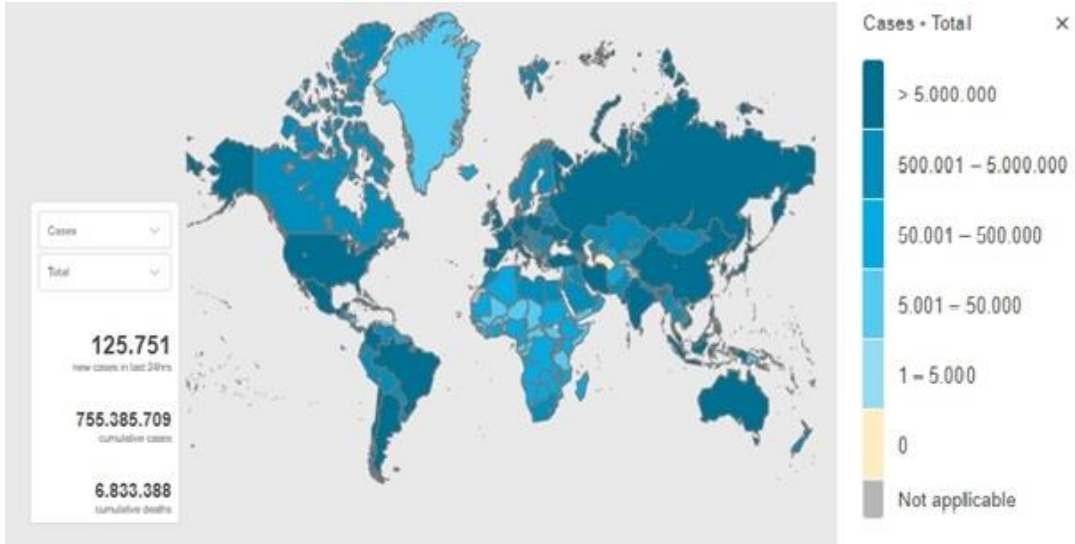 Cases
Total
125.751
new cases in last 24hrs
755.385.709
cumulative cases
6.833.388
cumulative deaths
Cases • Total ×
> 5.000.000
500.001 – 5.000.000
50.001 – 500.000
5.001 – 50.000
1 – 5.000
0
Not applicable